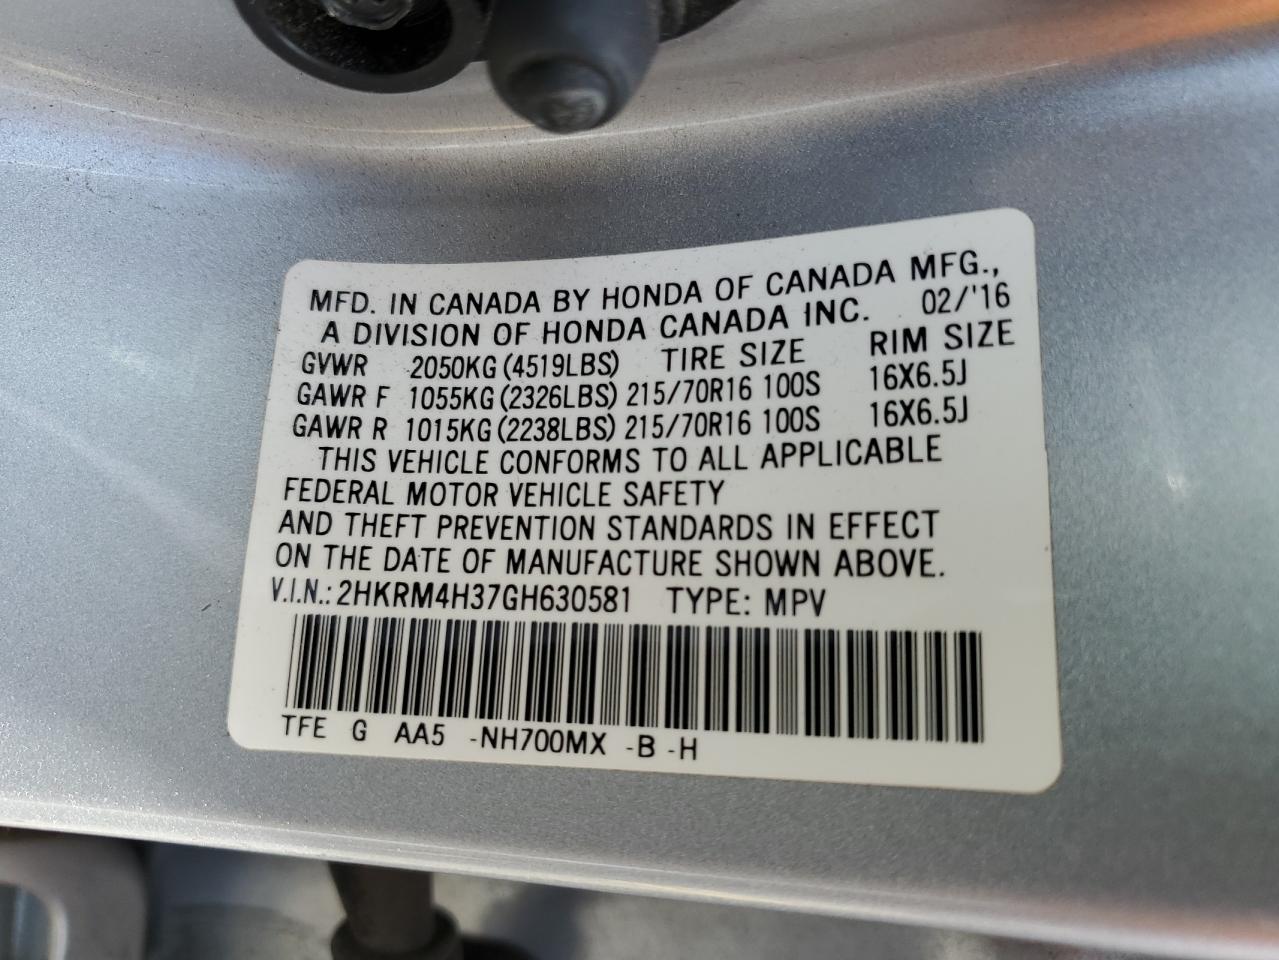 MFD. IN CANADA BY HONDA OF CANADA MFG.,
A DIVISION OF HONDA CANADA INC. 02/'16
GVWR 2050KG (4519LBS) TIRE SIZE RIM SIZE
GAWR F 1055KG (2326LBS) 215/70R16 100S 16X6.5J
GAWR R 1015KG (2238LBS) 215/70R16 100S 16X6.5J
THIS VEHICLE CONFORMS TO ALL APPLICABLE
FEDERAL MOTOR VEHICLE SAFETY
AND THEFT PREVENTION STANDARDS IN EFFECT
ON THE DATE OF MANUFACTURE SHOWN ABOVE.
V.I.N.: 2HKRM4H37GH630581 TYPE: MPV
TFE G AA5 -NH700MX -B -H